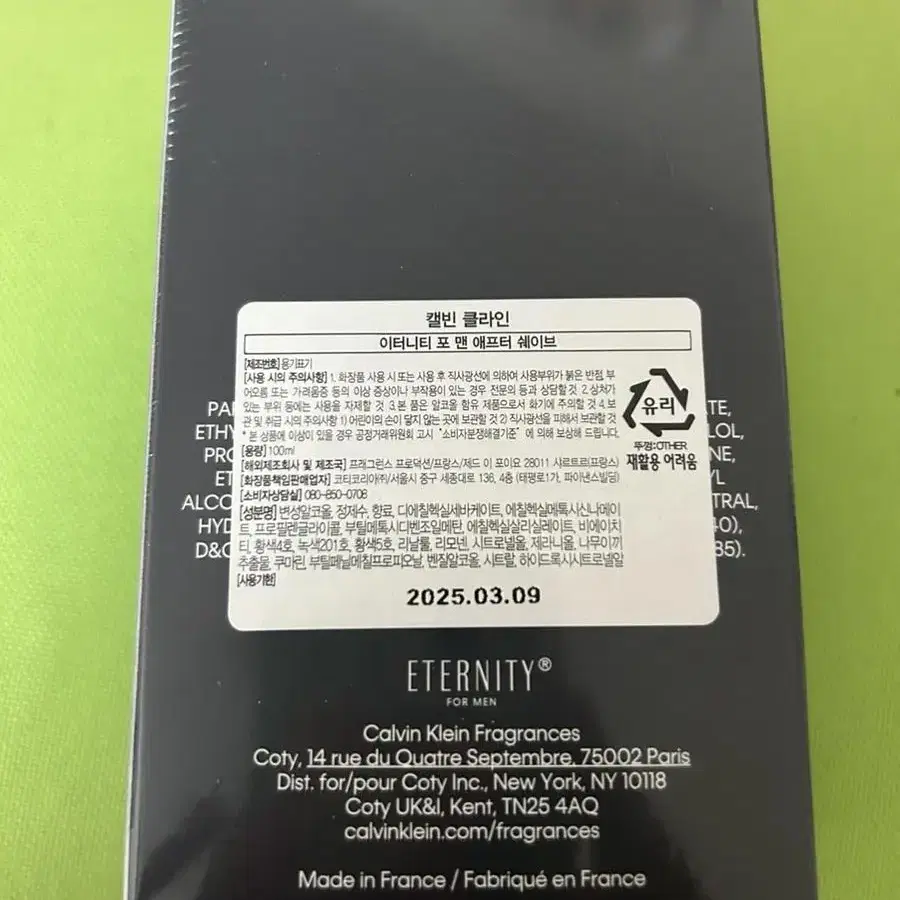 캘빈 클라인
이터니티 포 맨 애프터 쉐이브
[제조번호] 용기표기
[사용 시의 주의사항] 1. 화장품 사용 시 또는 사용 후 직사광선에 의하여 사용부위가 붉은 반점, 부
어오름 또는 가려움증 등의 이상 증상이나 부작용이 있는 경우 전문의 등과 상담할 것 2. 상처가
있는 부위 등에는 사용을 자제할 것 3. 본 품은 알코올 함유 제품으로서 화기에 주의할 것 4. 보
관 및 취급 시의 주의사항 1) 어린이의 손이 닿지 않는 곳에 보관할 것 2) 직사광선을 피해서 보관할 것
* 본 상품에 이상이 있을 경우 공정거래위원회 고시 "소비자분쟁해결기준" 에 의해 보상해 드립니다.
[용량] 100ml
[해외제조회사 및 제조국] 프래그런스 프로덕션/프랑스/제드 이 포이요 28011 샤르트르(프랑스)
[화장품책임판매업자] 코티코리아㈜/서울시 중구 세종대로 136, 4층 (태평로1가, 파이낸스빌딩)
[소비자상담실] 080-850-0708
[성분명] 변성알코올, 정제수, 향료, 디에칠헥실세바케이트, 에칠헥실메톡시신나메이
트, 프로필렌글라이콜, 부틸메톡시디벤조일메탄, 에칠헥실살리실레이트, 비에이치
티, 황색4호, 녹색201호, 황색5호, 리날룰, 리모넨, 시트로넬올, 제라니올, 나무이끼
추출물, 쿠마린, 부틸페닐메칠프로피오날, 벤질알코올, 시트랄, 하이드록시시트로넬알
[사용기한]
2025.03.09
유리
뚜껑:OTHER
재활용 어려움
ETERNITY®
FOR MEN
Calvin Klein Fragrances
Coty, 14 rue du Quatre Septembre, 75002 Paris
Dist. for/pour Coty Inc., New York, NY 10118
Coty UK&I, Kent, TN25 4AQ
calvinklein.com/fragrances
Made in France / Fabriqué en France